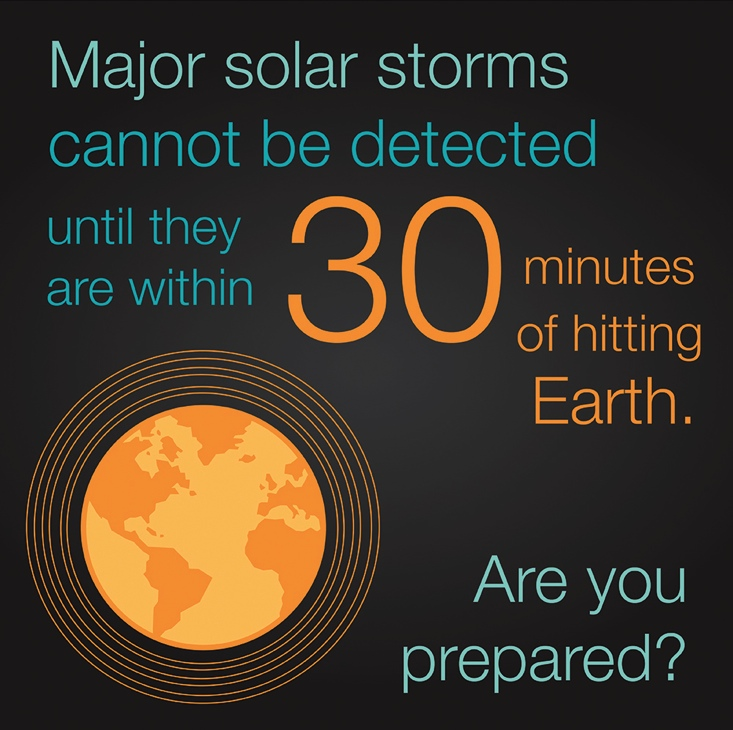 Major solar storms
cannot be detected
until they
are within
30
minutes
of hitting
Earth.
Are you
prepared?